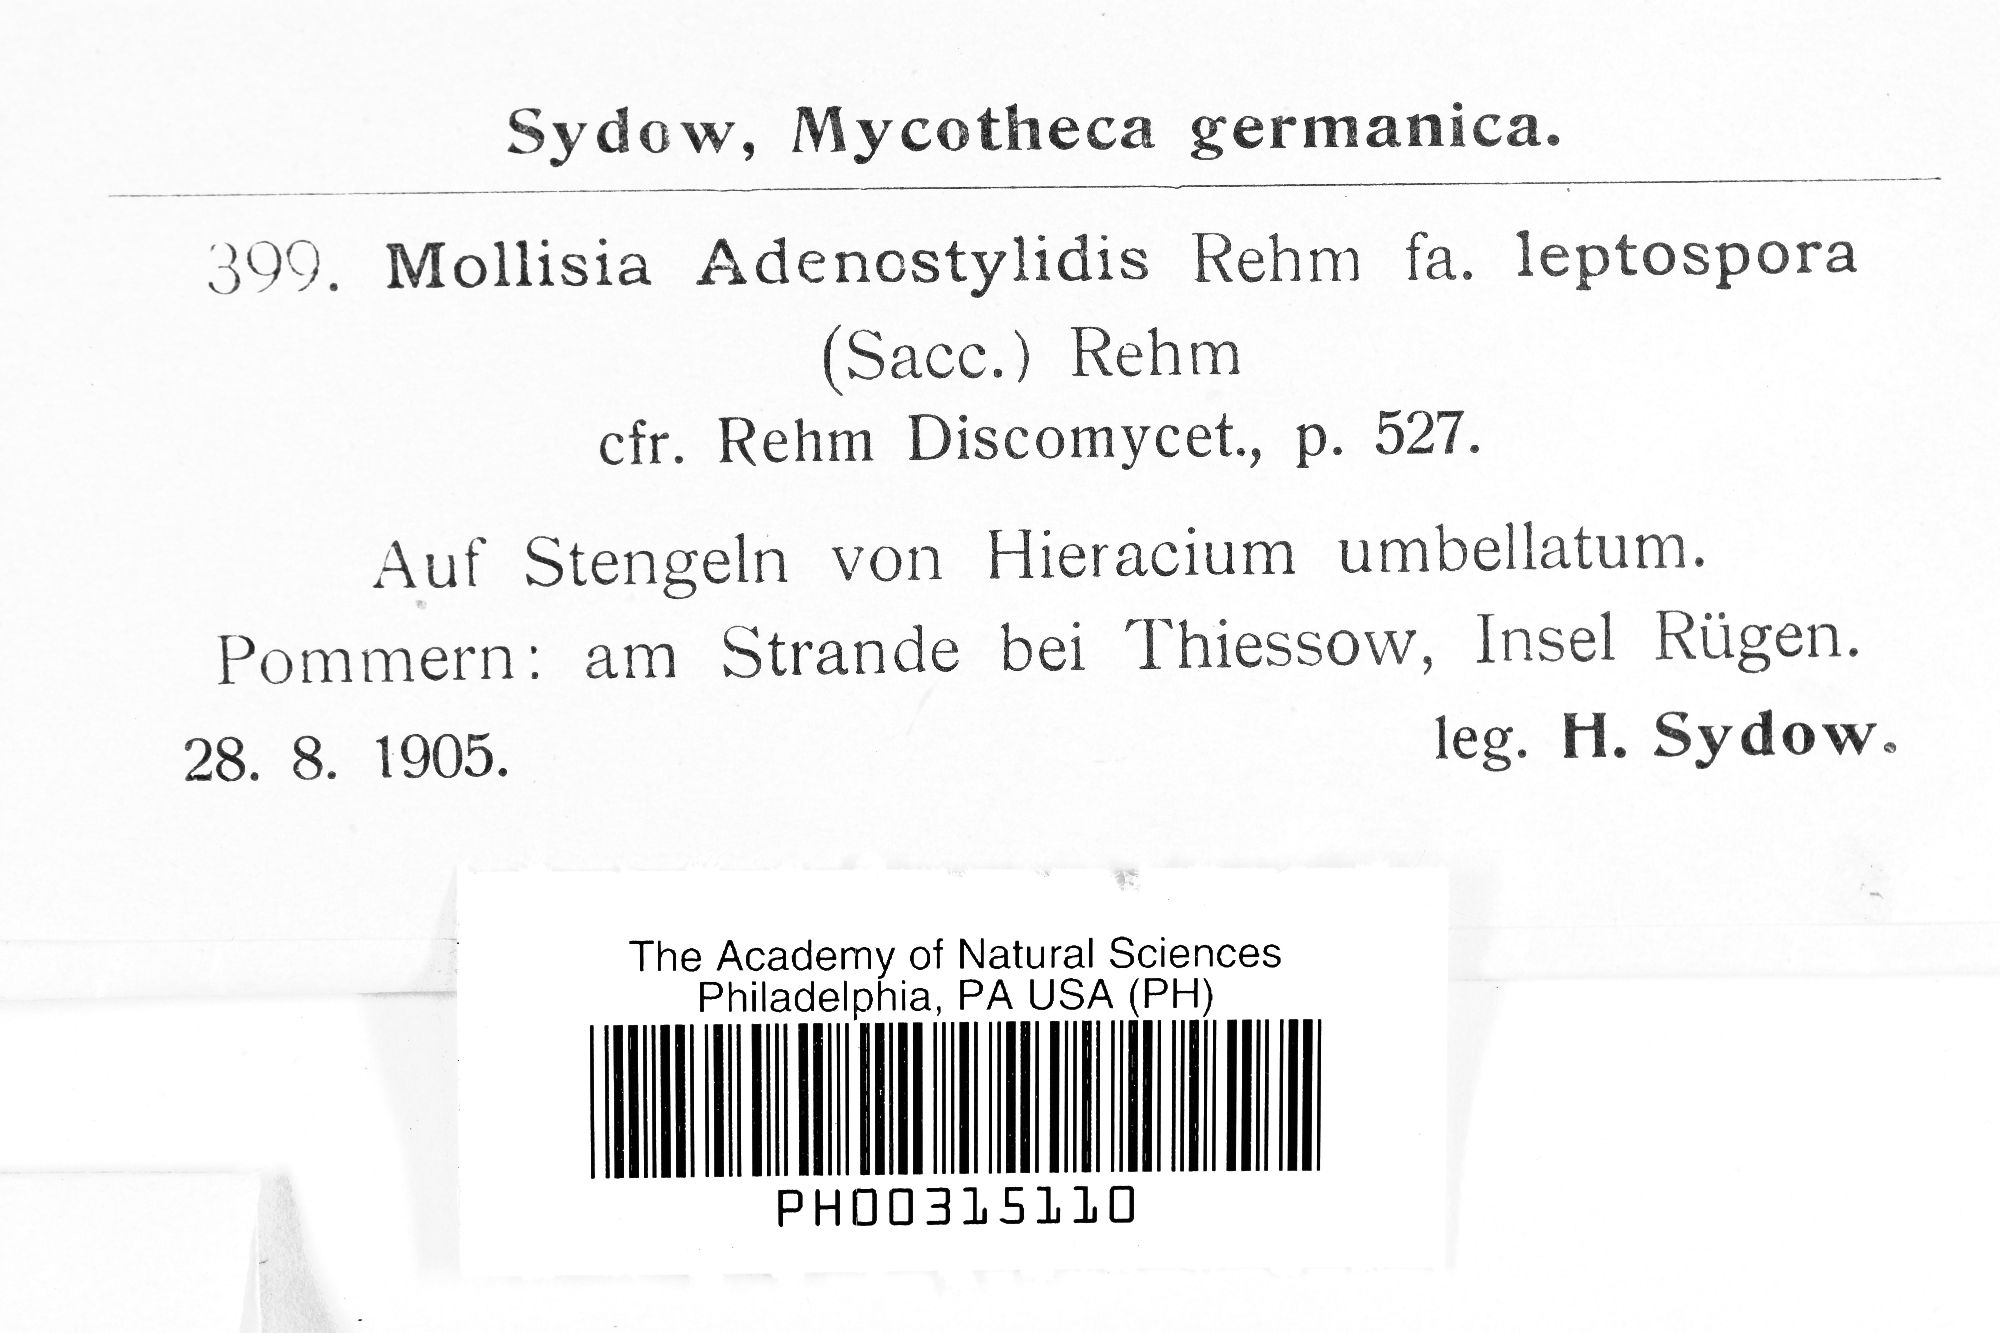 Sydow, Mycotheca germanica.
399. Mollisia Adenostylidis Rehm fa. leptospora
(Sacc.) Rehm
cfr. Rehm Discomycet., p. 527.
Auf Stengeln von Hieracium umbellatum.
Pommern: am Strande bei Thiessow, Insel Rügen.
28. 8. 1905. leg. H. Sydow.
The Academy of Natural Sciences
Philadelphia, PA USA (PH)
PH00315110